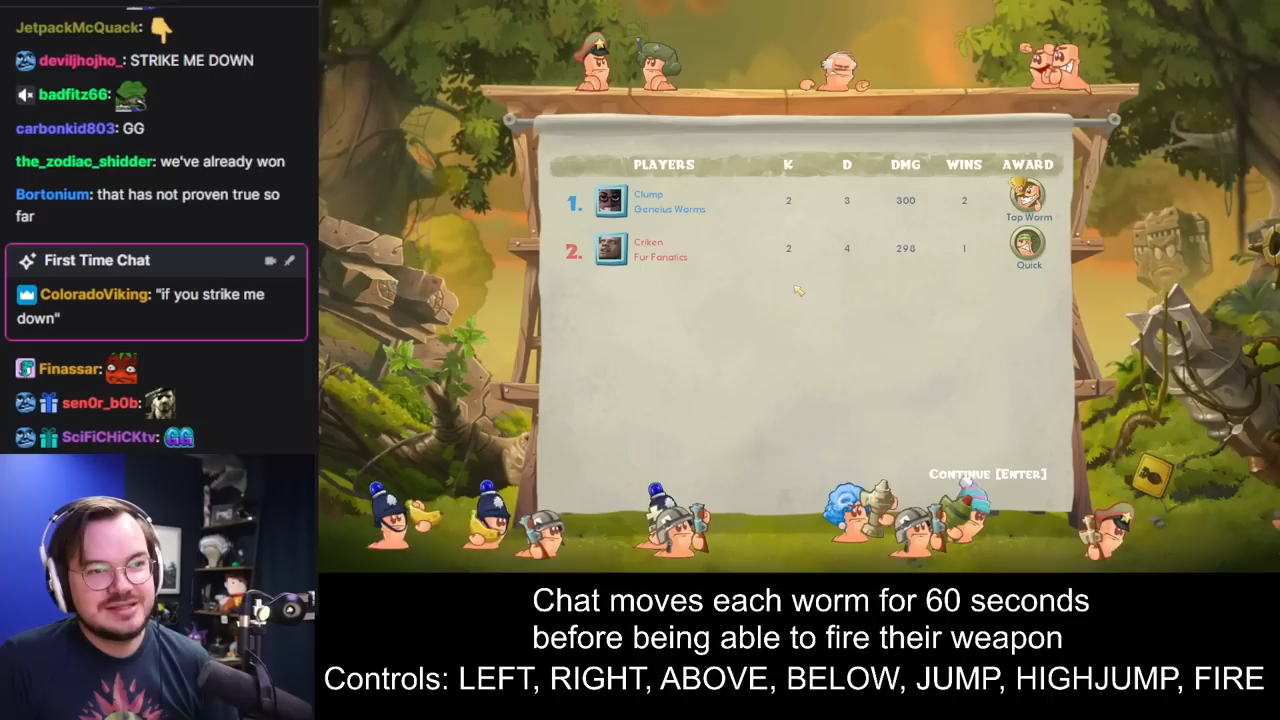 JetpackMcQuack:
deviljhojho_: STRIKE ME DOWN
badfitz66:
carbonkid803: GG
the_zodiac_shidder: we've already won
Bortonium: that has not proven true so
far
First Time Chat
ColoradoViking: "if you strike me
down"
Finassar:
sen0r_b0b:
SciFiCHiCKtv: GG
PLAYERS K D DMG WINS AWARD
1. Clump
Geneius Worms 2 3 300 2
Top Worm
2. Criken
Fur Fanatics 2 4 298 1
Quick
Continue [Enter]
Chat moves each worm for 60 seconds
before being able to fire their weapon
Controls: LEFT, RIGHT, ABOVE, BELOW, JUMP, HIGHJUMP, FIRE